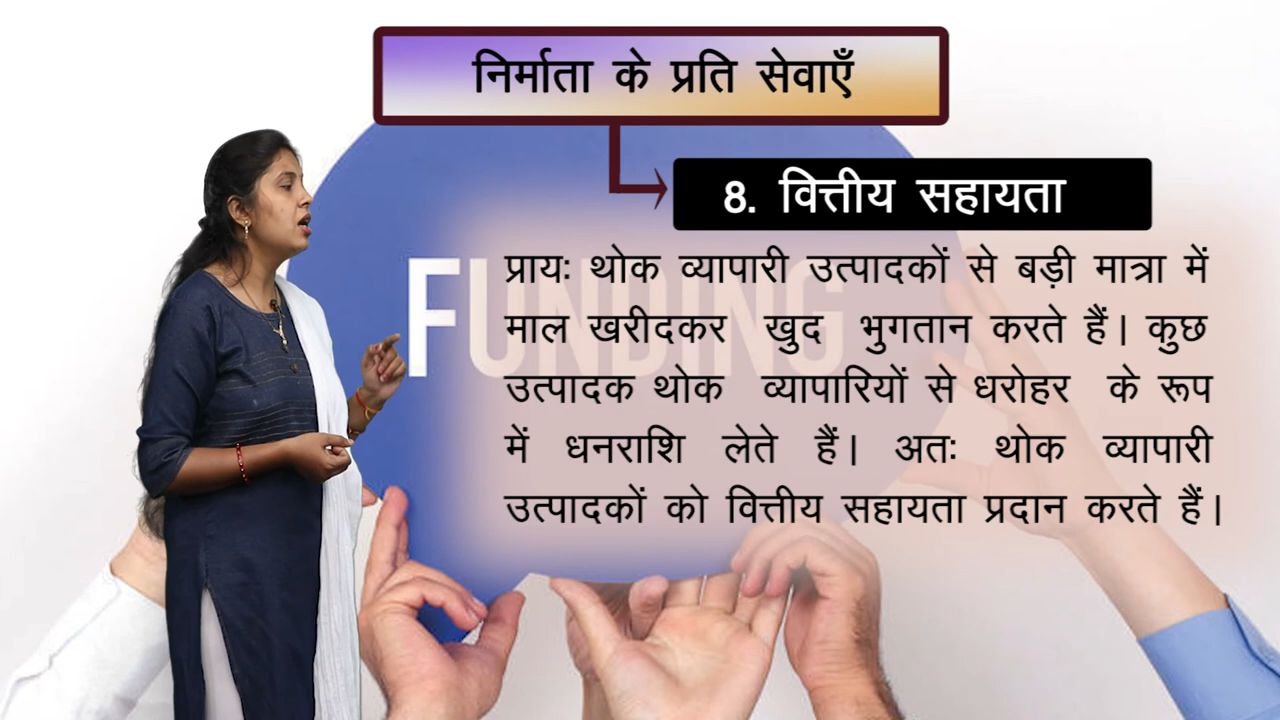 निर्माता के प्रति सेवाएँ
8. वित्तीय सहायता
FUNDING
प्रायः थोक व्यापारी उत्पादकों से बड़ी मात्रा में
माल खरीदकर खुद भुगतान करते हैं। कुछ
उत्पादक थोक व्यापारियों से धरोहर के रूप
में धनराशि लेते हैं। अतः थोक व्यापारी
उत्पादकों को वित्तीय सहायता प्रदान करते हैं।